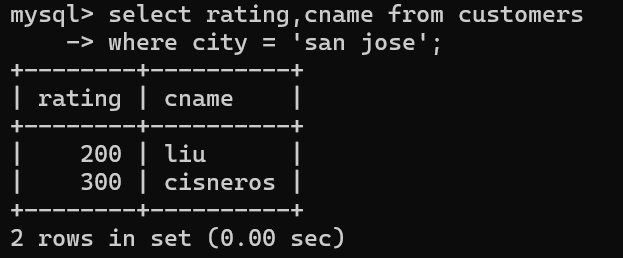 mysql> select rating,cname from customers
    -> where city = 'san jose';
+--------+----------+
| rating | cname    |
+--------+----------+
|    200 | liu      |
|    300 | cisneros |
+--------+----------+
2 rows in set (0.00 sec)